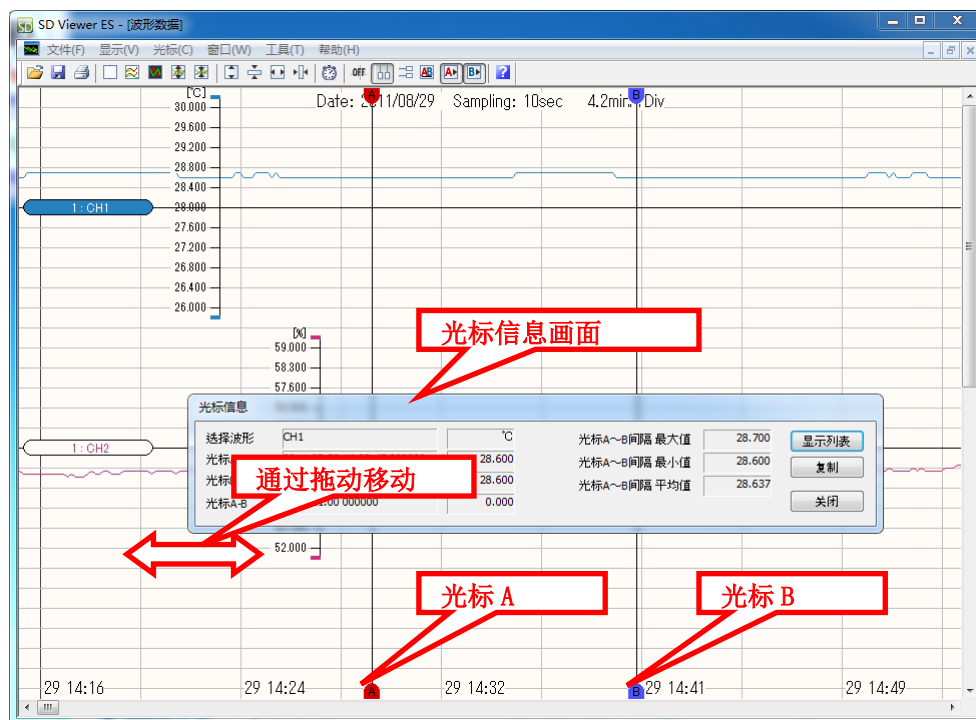 SD Viewer ES - [波形数据]
文件(F) 显示(V) 光标(C) 窗口(W) 工具(T) 帮助(H)
OFF AB A B ?
[℃] Date: 2011/08/29 Sampling: 10sec 4.2min/Div
A B
30.000
29.600
29.200
28.800
28.400
1 : CH1 28.000
27.600
27.200
26.800
26.400
26.000
[%]
59.000
58.300
57.600
光标信息画面
光标信息
选择波形 CH1 ℃
光标 28.600
光标 28.600
光标A-B 0.000
光标A～B间隔 最大值 28.700
光标A～B间隔 最小值 28.600
光标A～B间隔 平均值 28.637
显示列表
复制
关闭
1 : CH2
通过拖动移动
52.000
光标 A
光标 B
A B
29 14:16 29 14:24 29 14:32 29 14:41 29 14:49